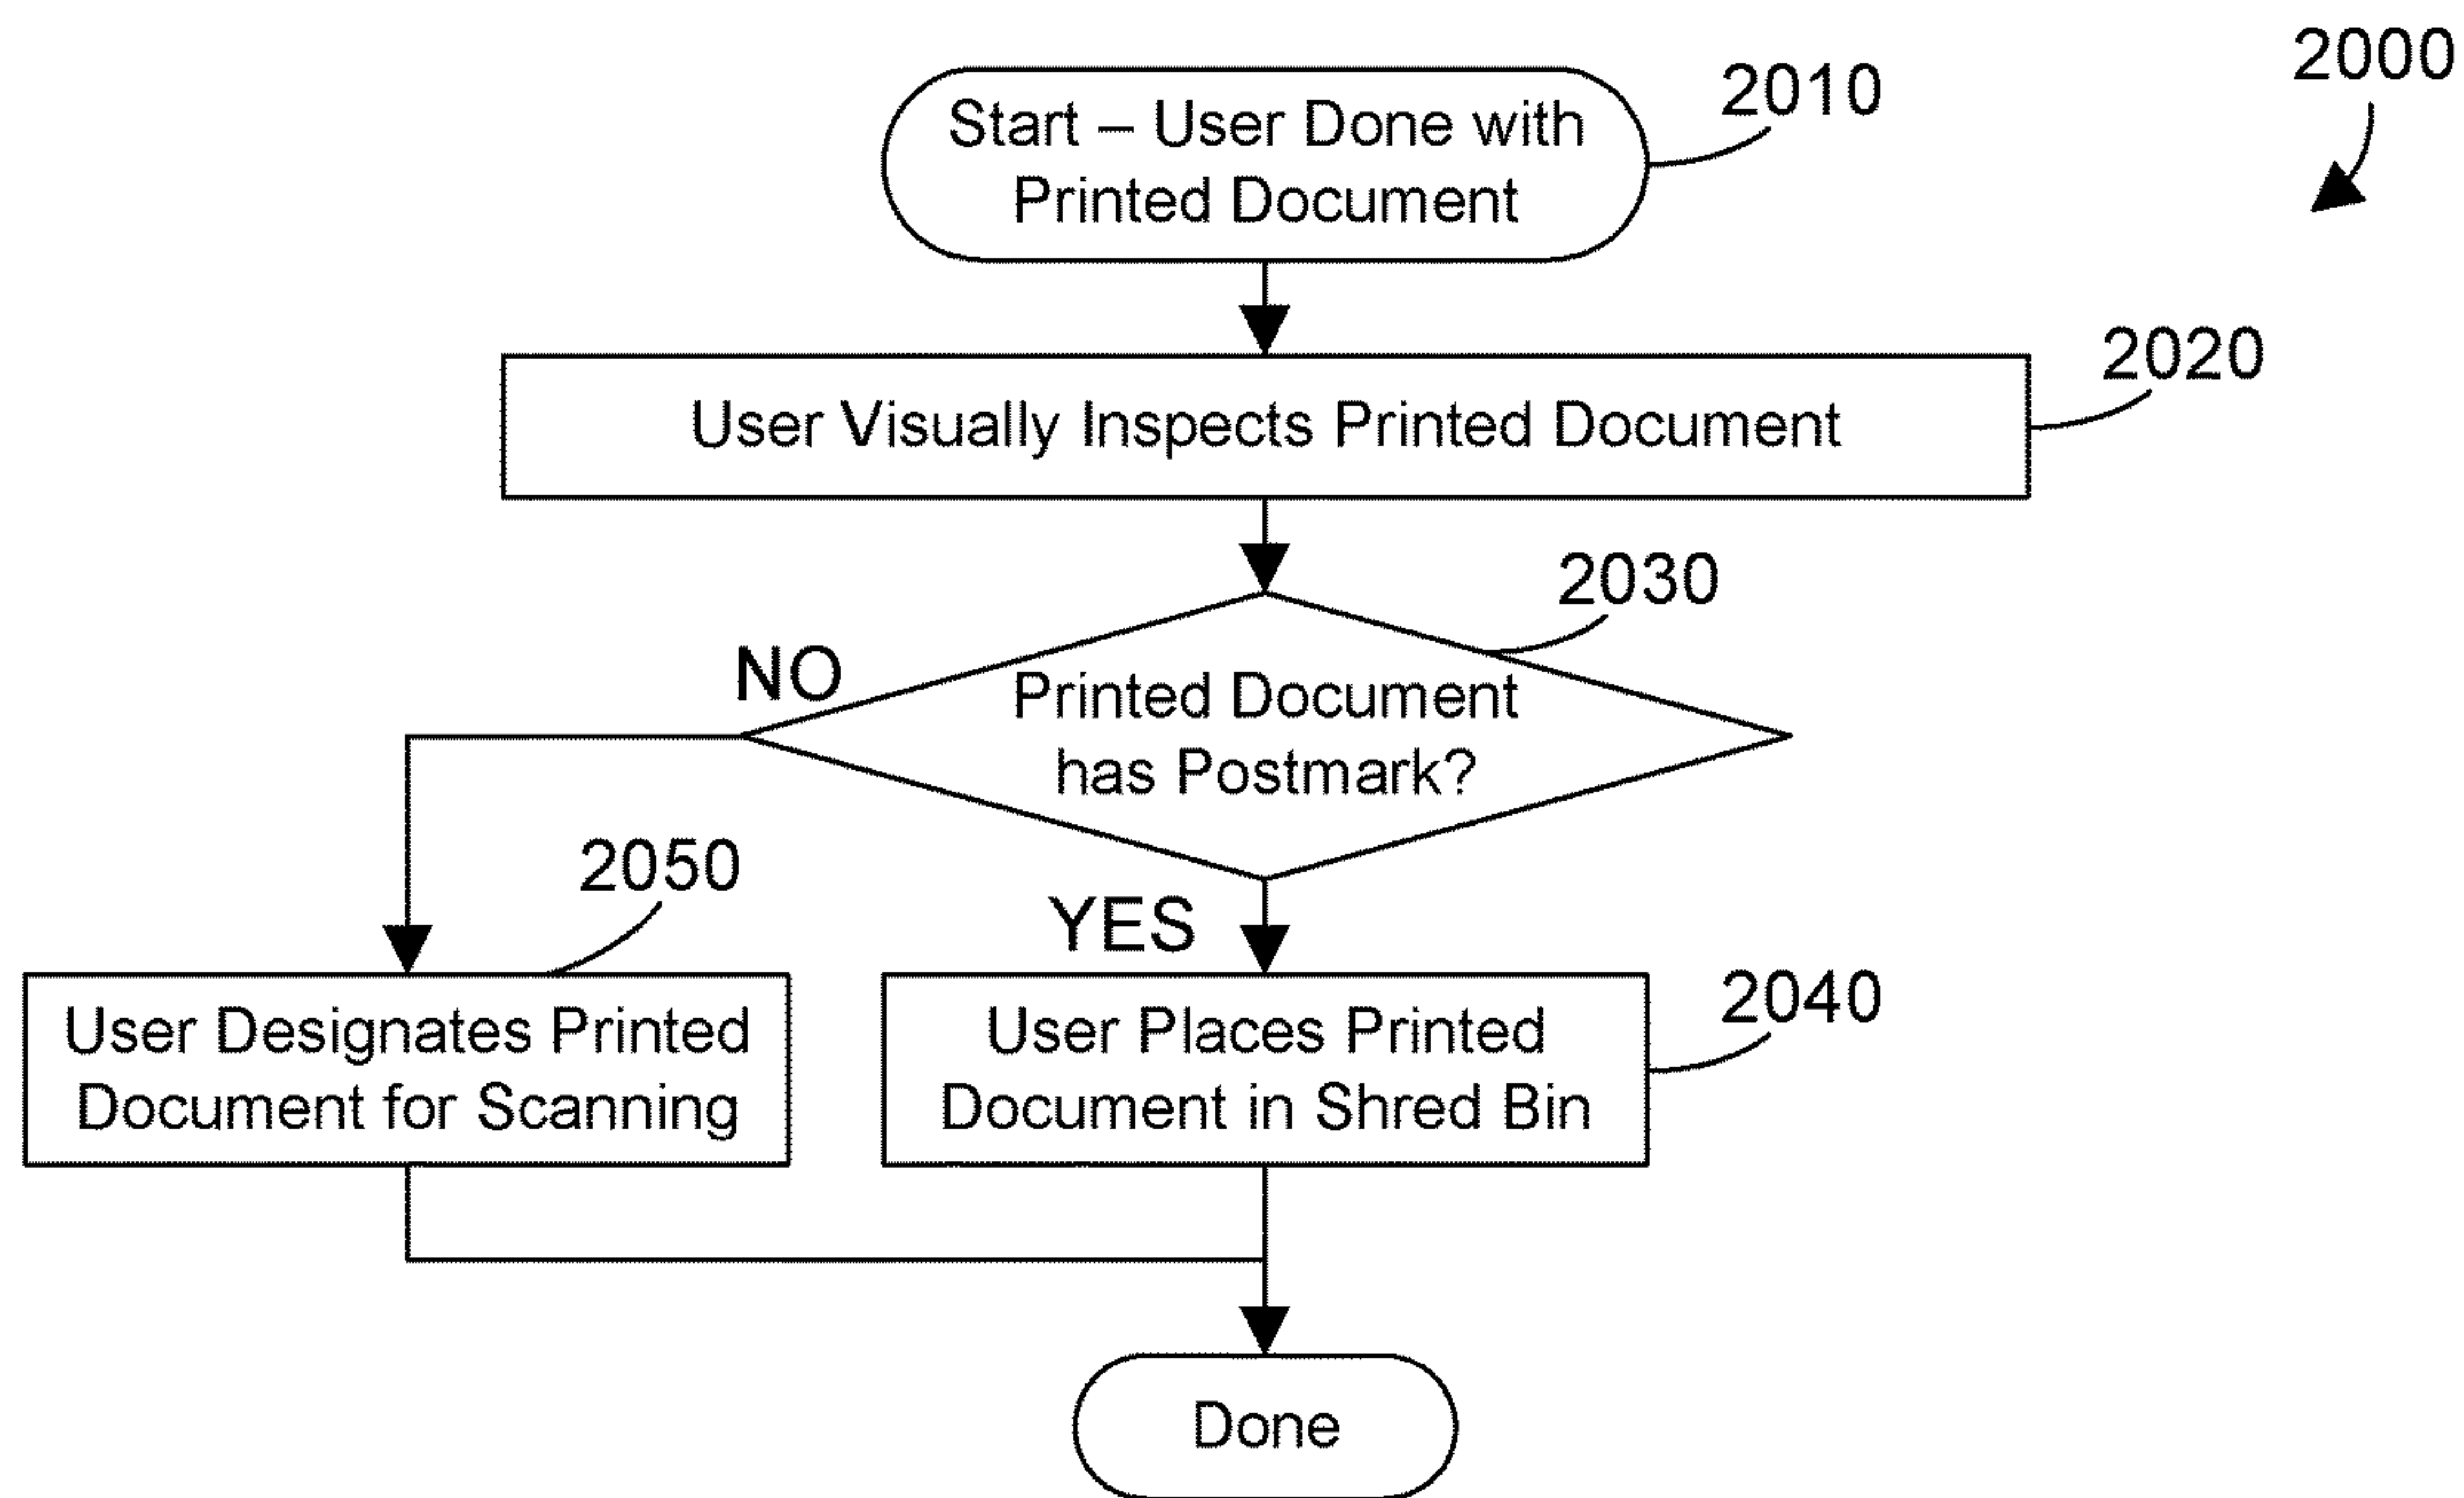 2000
Start – User Done with
Printed Document
2010
User Visually Inspects Printed Document
2020
2030
NO
Printed Document
has Postmark?
2050
YES
User Designates Printed
Document for Scanning
User Places Printed
Document in Shred Bin
2040
Done